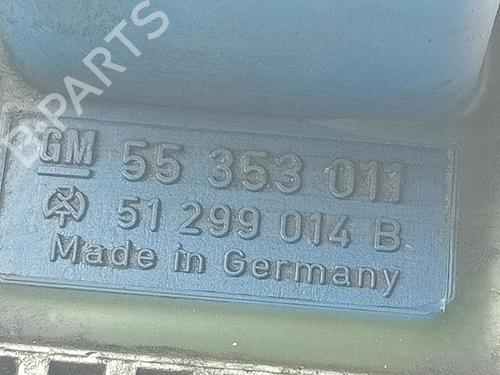 B-PARTS
GM 55 353 011
51 299 014 B
Made in Germany